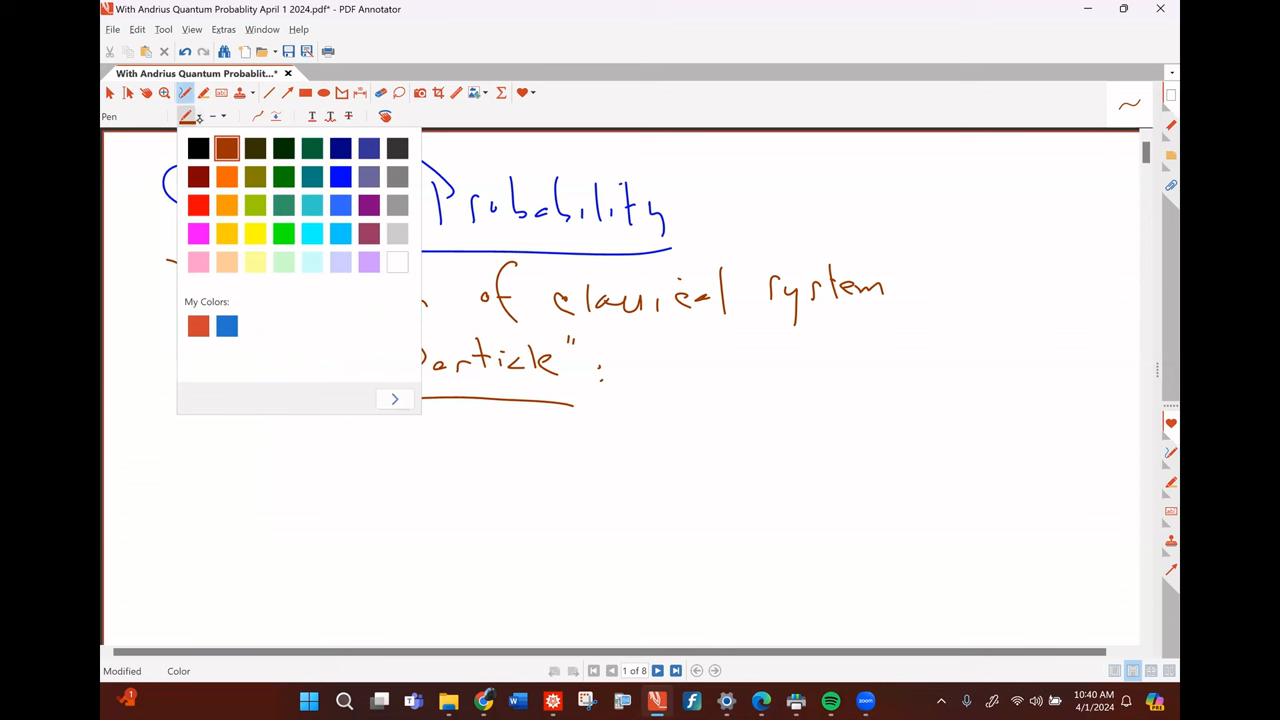 With Andrius Quantum Probablity April 1 2024.pdf* - PDF Annotator
File Edit Tool View Extras Window Help
With Andrius Quantum Probablit...*
Pen
Probability
of classical system
article" :
My Colors:
1 of 8
Modified Color
10:40 AM
4/1/2024